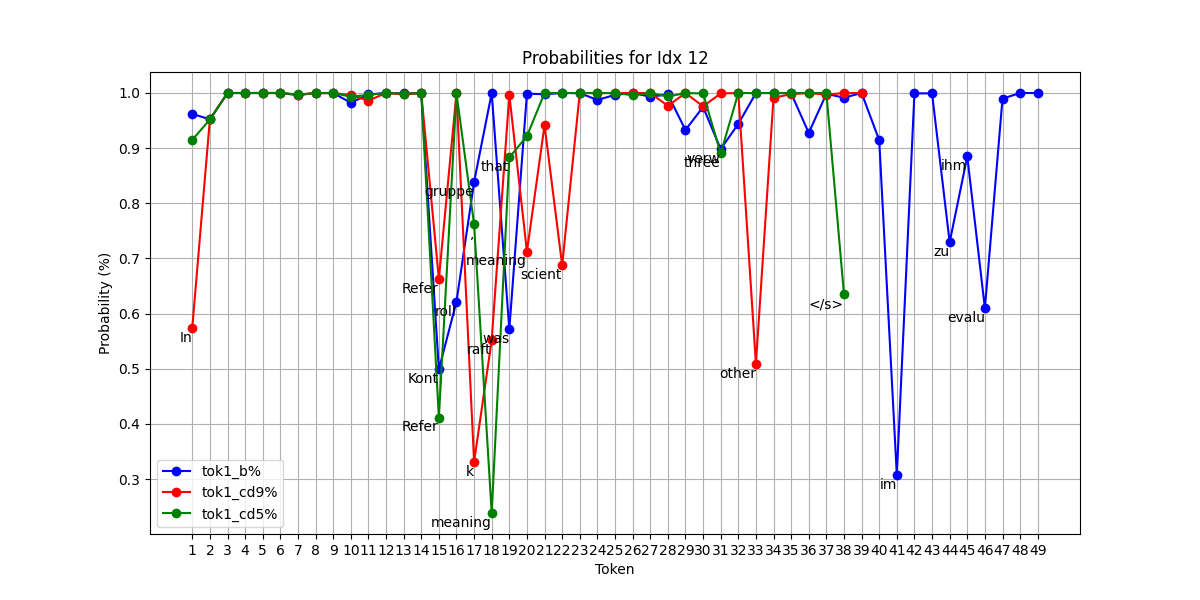 Probabilities for Idx 12
Probability (%)
1.0
0.9
0.8
0.7
0.6
0.5
0.4
0.3
In
Refer
Kont
Refer
roll
gruppe
,
k
raft
meaning
that
was
meaning
scient
three
other
</s>
im
zu
ihm
evalu
tok1_b%
tok1_cd9%
tok1_cd5%
1 2 3 4 5 6 7 8 9 10 11 12 13 14 15 16 17 18 19 20 21 22 23 24 25 26 27 28 29 30 31 32 33 34 35 36 37 38 39 40 41 42 43 44 45 46 47 48 49
Token